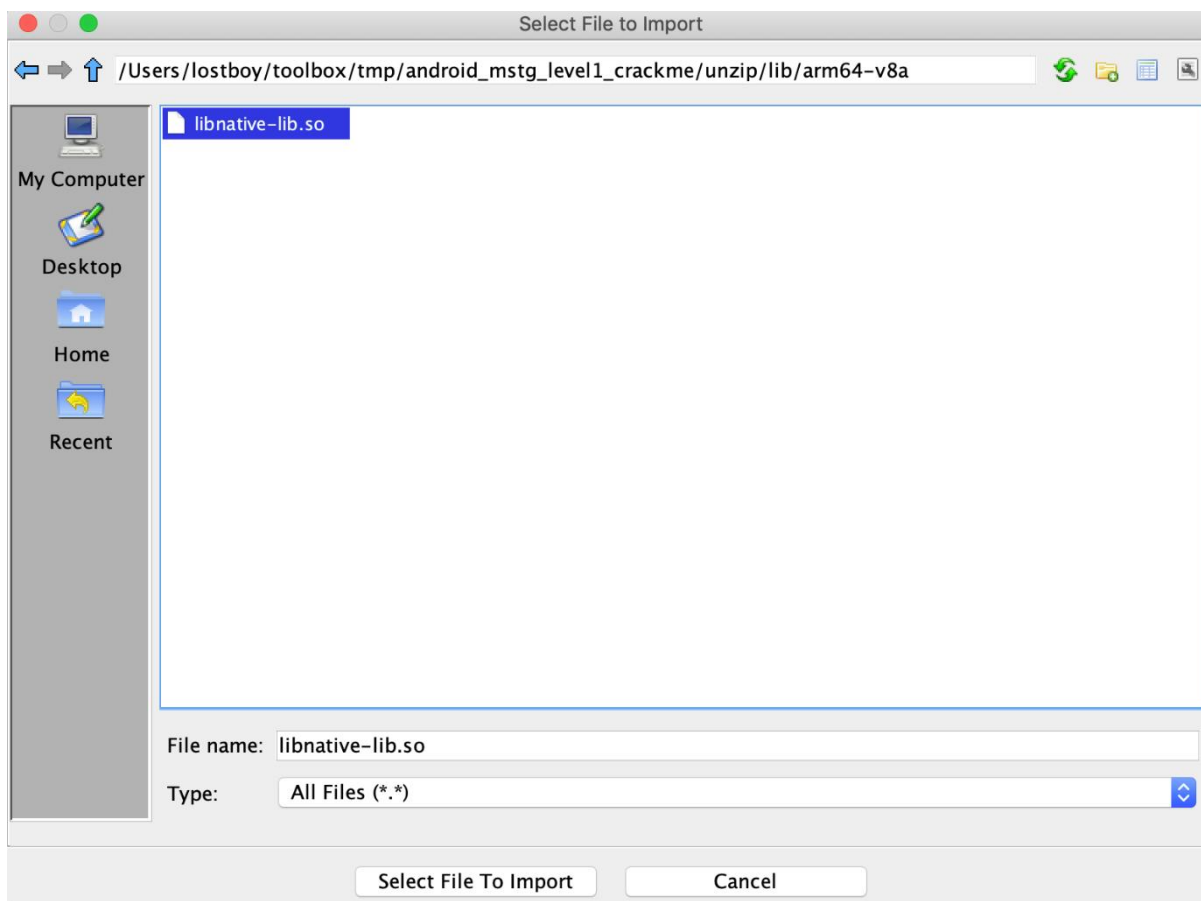 Select File to Import
/Users/lostboy/toolbox/tmp/android_mstg_level1_crackme/unzip/lib/arm64-v8a
My Computer
Desktop
Home
Recent
libnative-lib.so
File name: libnative-lib.so
Type: All Files (*.*)
Select File To Import Cancel